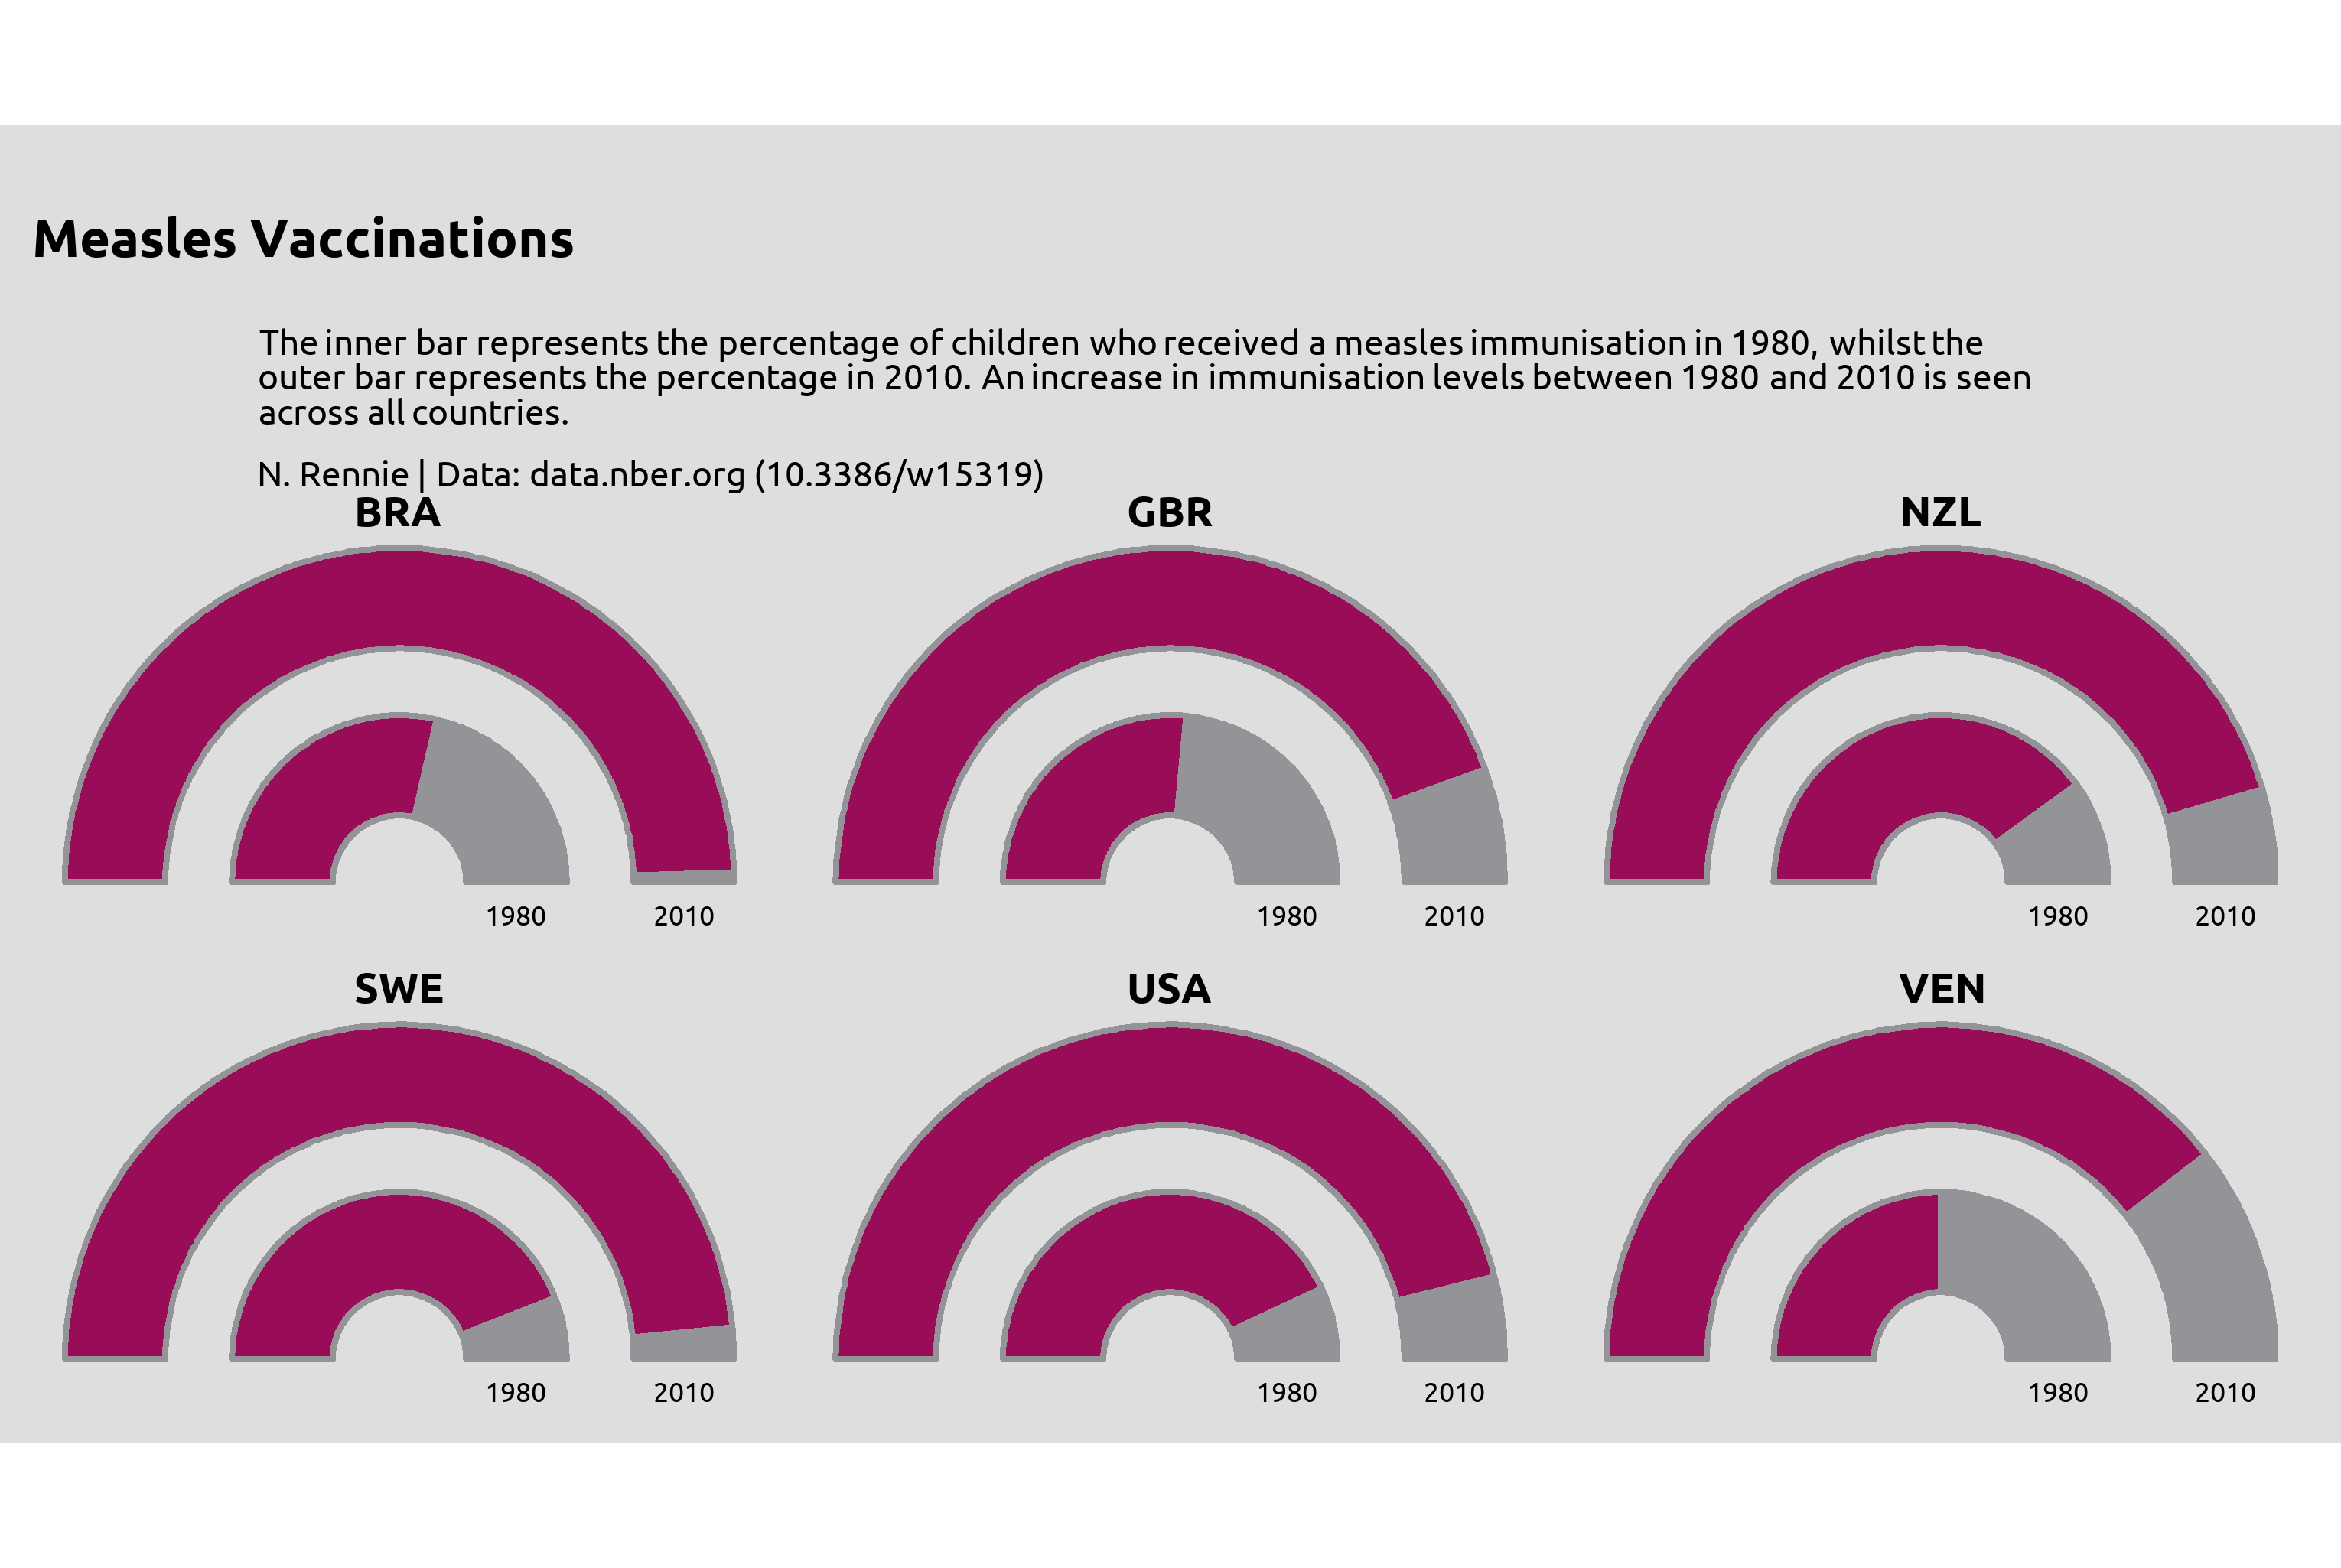 Measles Vaccinations
The inner bar represents the percentage of children who received a measles immunisation in 1980, whilst the
outer bar represents the percentage in 2010. An increase in immunisation levels between 1980 and 2010 is seen
across all countries.
N. Rennie | Data: data.nber.org (10.3386/w15319)
BRA
GBR
NZL
1980
2010
1980
2010
1980
2010
SWE
USA
VEN
1980
2010
1980
2010
1980
2010